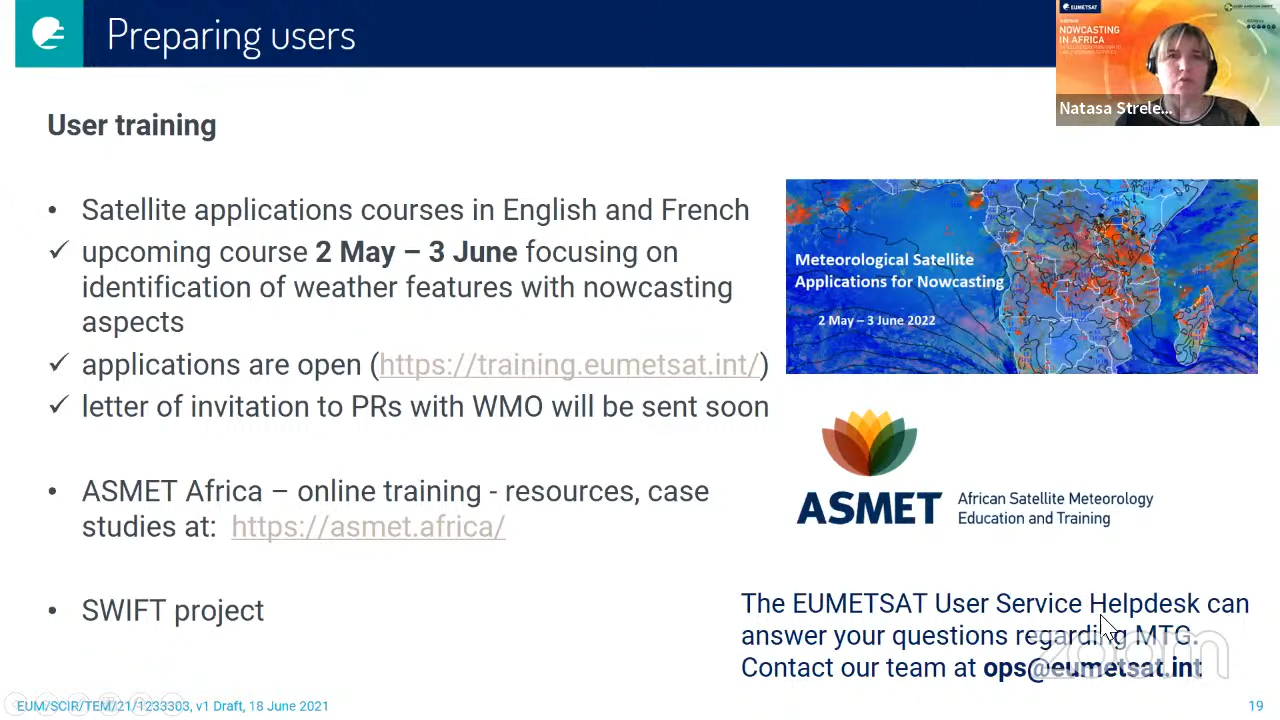 Preparing users
EUMETSAT
NOWCASTING
IN AFRICA
Natasa Strele...
User training
• Satellite applications courses in English and French
✓ upcoming course 2 May – 3 June focusing on
identification of weather features with nowcasting
aspects
✓ applications are open (https://training.eumetsat.int/)
✓ letter of invitation to PRs with WMO will be sent soon
• ASMET Africa – online training - resources, case
studies at: https://asmet.africa/
• SWIFT project
Meteorological Satellite
Applications for Nowcasting
2 May – 3 June 2022
ASMET
African Satellite Meteorology
Education and Training
The EUMETSAT User Service Helpdesk can
answer your questions regarding MTG.
Contact our team at ops@eumetsat.int
zoom
EUM/SCIR/TEM/21/1233303, v1 Draft, 18 June 2021
19